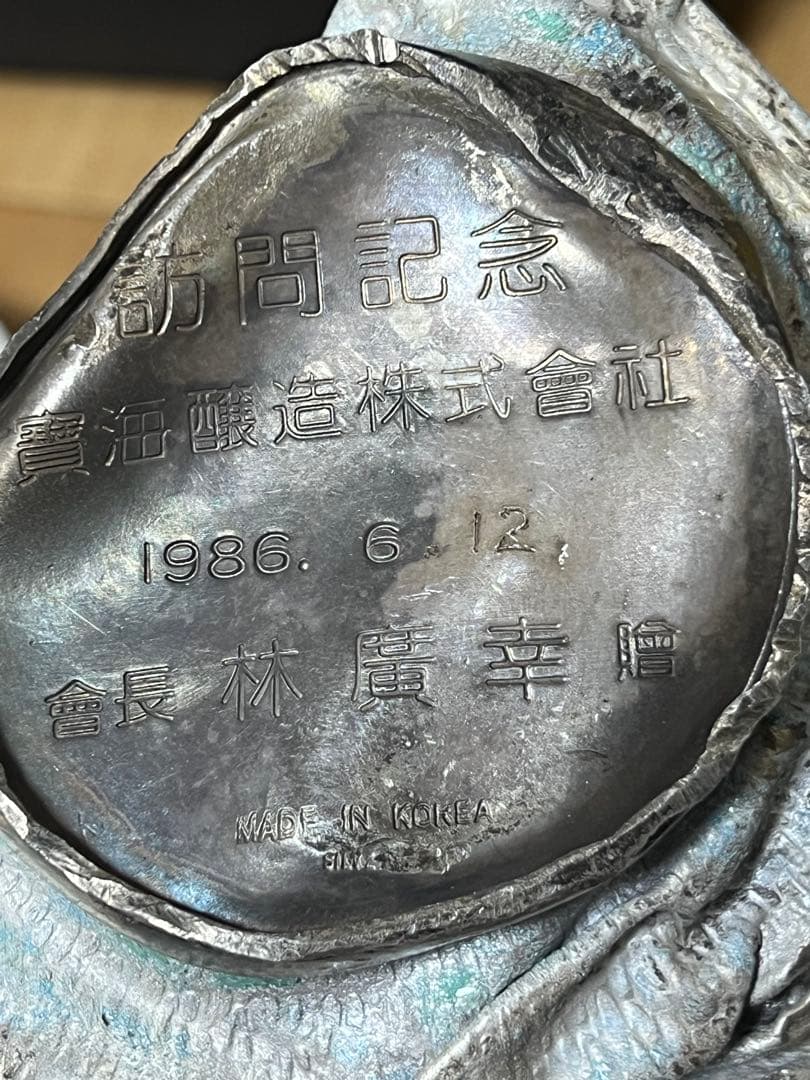 訪問記念
寶海釀造株式會社
1986. 6. 12.
會長 林廣幸 贈
MADE IN KOREA